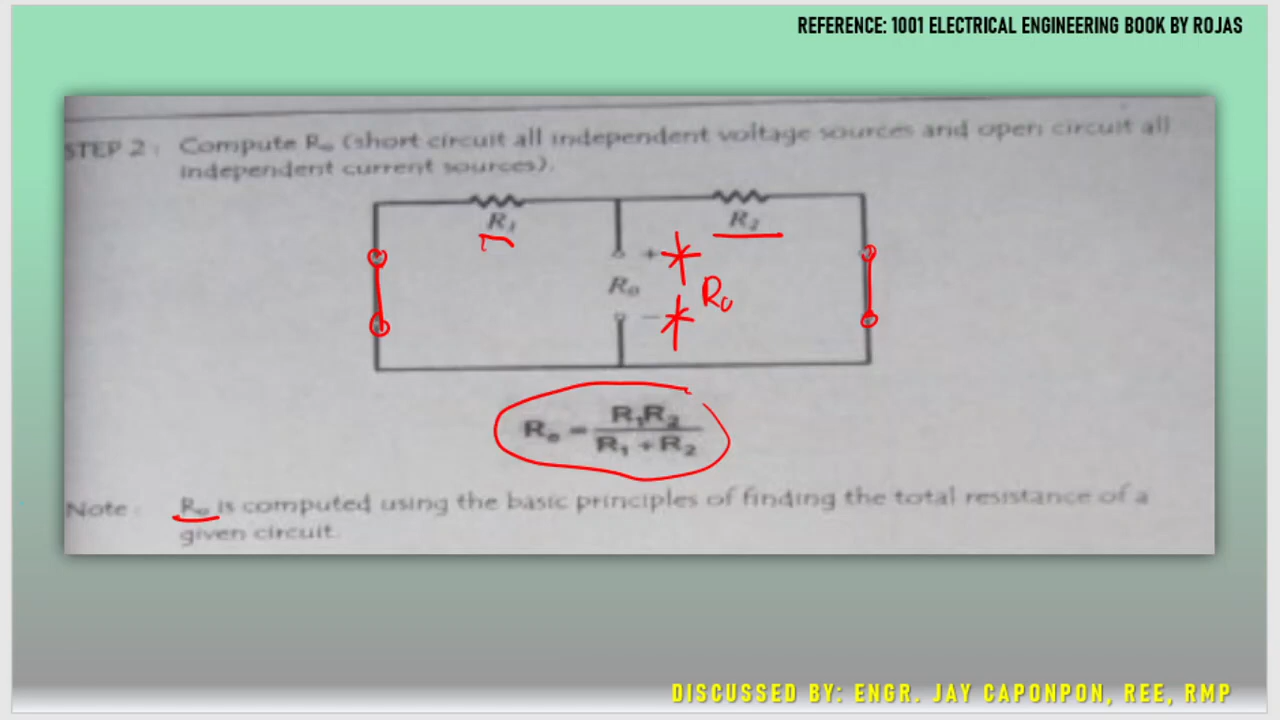 REFERENCE: 1001 ELECTRICAL ENGINEERING BOOK BY ROJAS
STEP 2 : Compute Rₒ (short circuit all independent voltage sources and open circuit all
independent current sources).
R₁ R₂
+
Rₒ Rₒ
−
Rₒ = R₁R₂ / R₁ + R₂
Note : Rₒ is computed using the basic principles of finding the total resistance of a
given circuit.
DISCUSSED BY: ENGR. JAY CAPONPON, REE, RMP